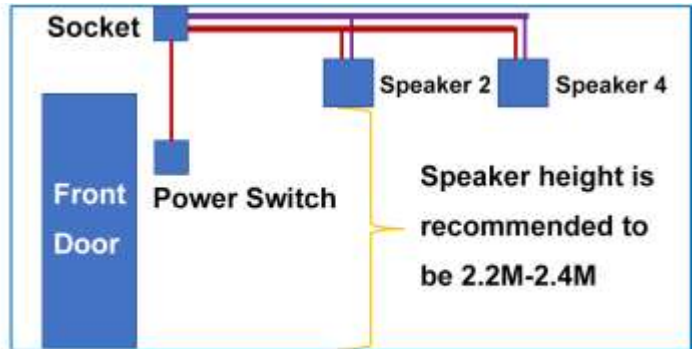 Socket
Speaker 2
Speaker 4
Front
Door
Power Switch
Speaker height is
recommended to
be 2.2M-2.4M